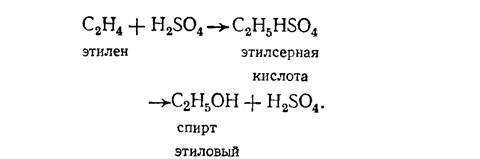 C₂H₄ + H₂SO₄ → C₂H₅HSO₄
этилен этилсерная
кислота
→ C₂H₅OH + H₂SO₄.
спирт
этиловый